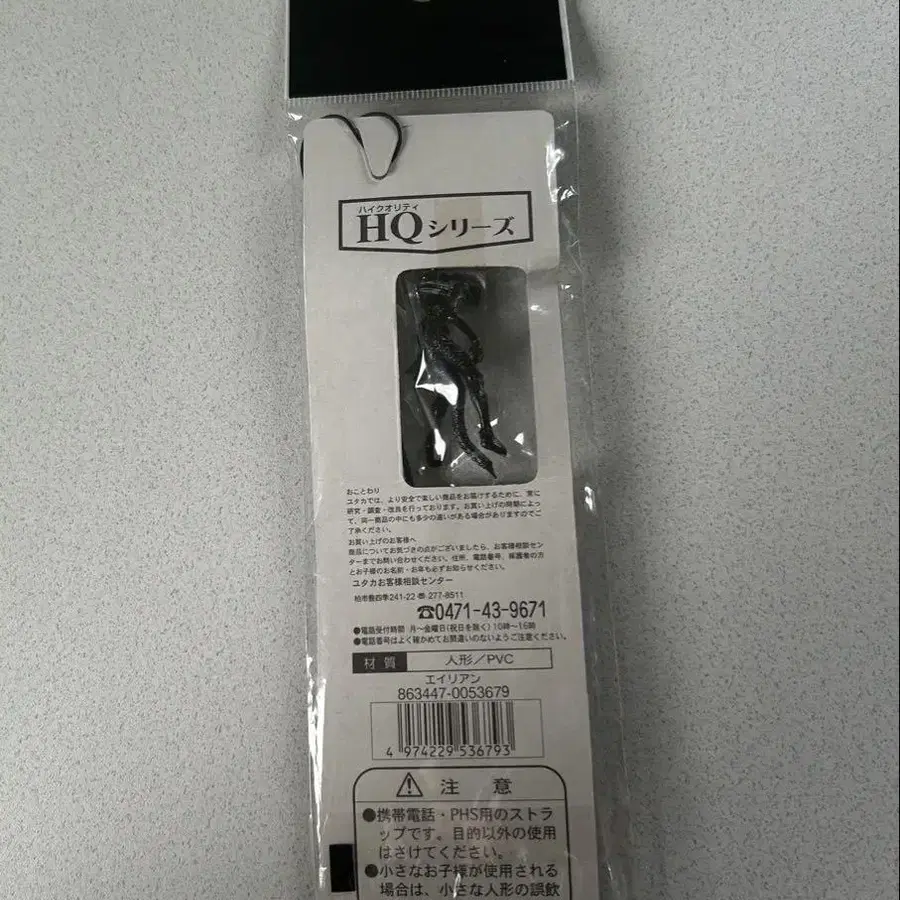 ハイクオリティ
HQシリーズ
おことわり
ユタカでは、より安全で楽しい商品をお届けするために、常に
研究・調査・改良を行っております。お買い上げの時期によっ
て、同一商品の中にも多少の違いがある場合がありますのでご
了承ください。
お買い上げのお客様へ
商品についてお気づきの点がございましたら、お客様相談セン
ターまでお問い合わせください。住所、電話番号、保護者の方
とお子様のお名前・お年も必ずお知らせください。
ユタカお客様相談センター
柏市豊四季241-22 〠 277-8511
☎0471-43-9671
●電話受付時間 月〜金曜日(祝日を除く)10時〜16時
●電話番号はよく確かめてお間違いのないようご注意ください。
材質 人形/PVC
エイリアン
863447-0053679
4 974229 536793
⚠ 注意
●携帯電話・PHS用のストラ
ップです。目的以外の使用
はさけてください。
●小さなお子様が使用される
場合は、小さな人形の誤飲